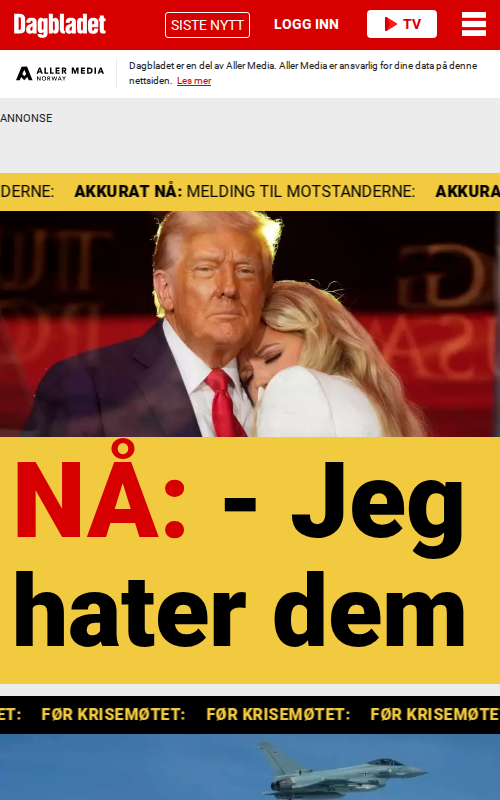 Dagbladet SISTE NYTT LOGG INN TV
ALLER MEDIA
NORWAY
Dagbladet er en del av Aller Media. Aller Media er ansvarlig for dine data på denne
nettsiden. Les mer
ANNONSE
DERNE: AKKURAT NÅ: MELDING TIL MOTSTANDERNE: AKKURA
NÅ: - Jeg
hater dem
ET: FØR KRISEMØTET: FØR KRISEMØTET: FØR KRISEMØTE